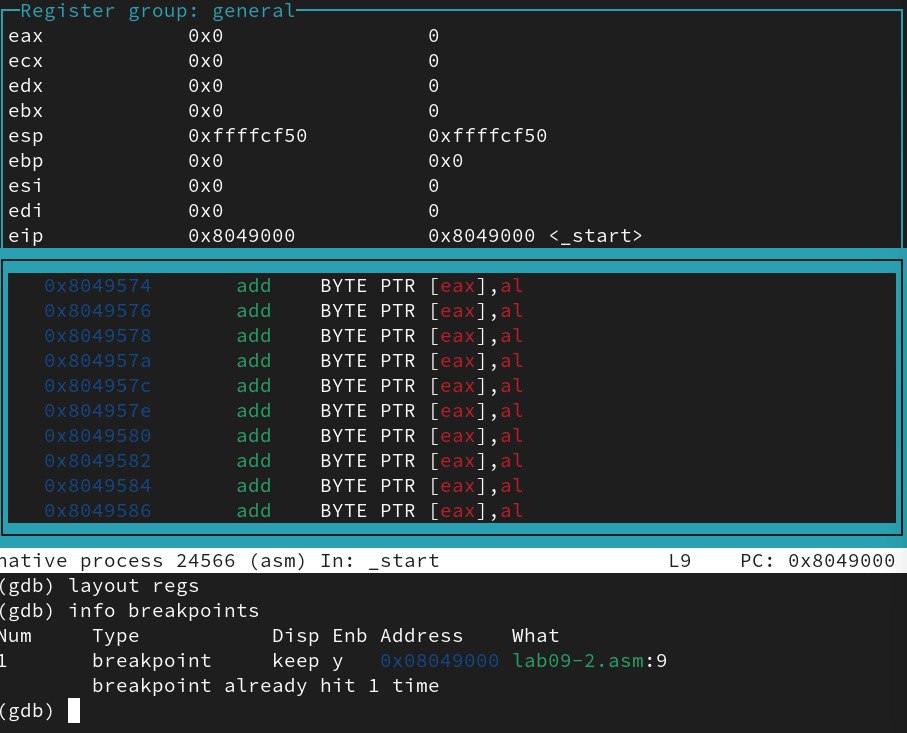 Register group: general
eax 0x0 0
ecx 0x0 0
edx 0x0 0
ebx 0x0 0
esp 0xffffcf50 0xffffcf50
ebp 0x0 0x0
esi 0x0 0
edi 0x0 0
eip 0x8049000 0x8049000 <_start>
0x8049574 add BYTE PTR [eax],al
0x8049576 add BYTE PTR [eax],al
0x8049578 add BYTE PTR [eax],al
0x804957a add BYTE PTR [eax],al
0x804957c add BYTE PTR [eax],al
0x804957e add BYTE PTR [eax],al
0x8049580 add BYTE PTR [eax],al
0x8049582 add BYTE PTR [eax],al
0x8049584 add BYTE PTR [eax],al
0x8049586 add BYTE PTR [eax],al
native process 24566 (asm) In: _start L9 PC: 0x8049000
(gdb) layout regs
(gdb) info breakpoints
Num Type Disp Enb Address What
1 breakpoint keep y 0x08049000 lab09-2.asm:9
breakpoint already hit 1 time
(gdb)